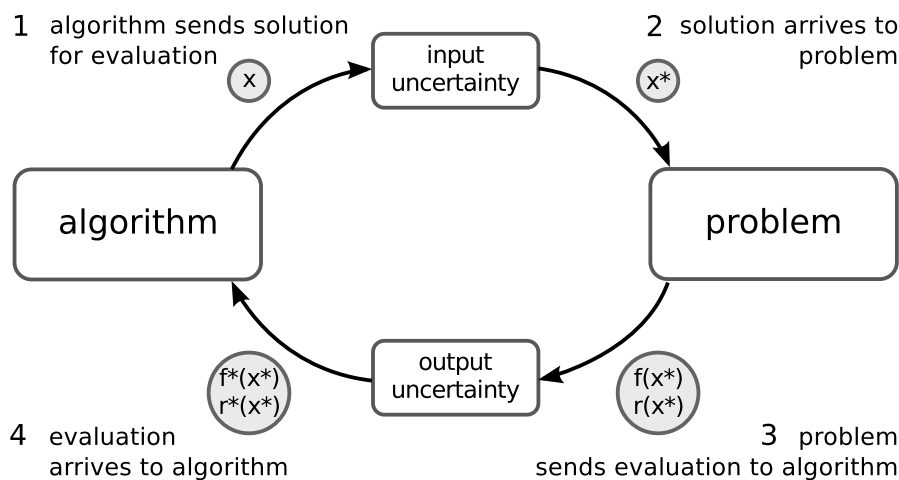 1 algorithm sends solution
for evaluation
x
input
uncertainty
2 solution arrives to
problem
x*
algorithm
problem
output
uncertainty
f(x*)
r(x*)
3 problem
sends evaluation to algorithm
f*(x*)
r*(x*)
4 evaluation
arrives to algorithm